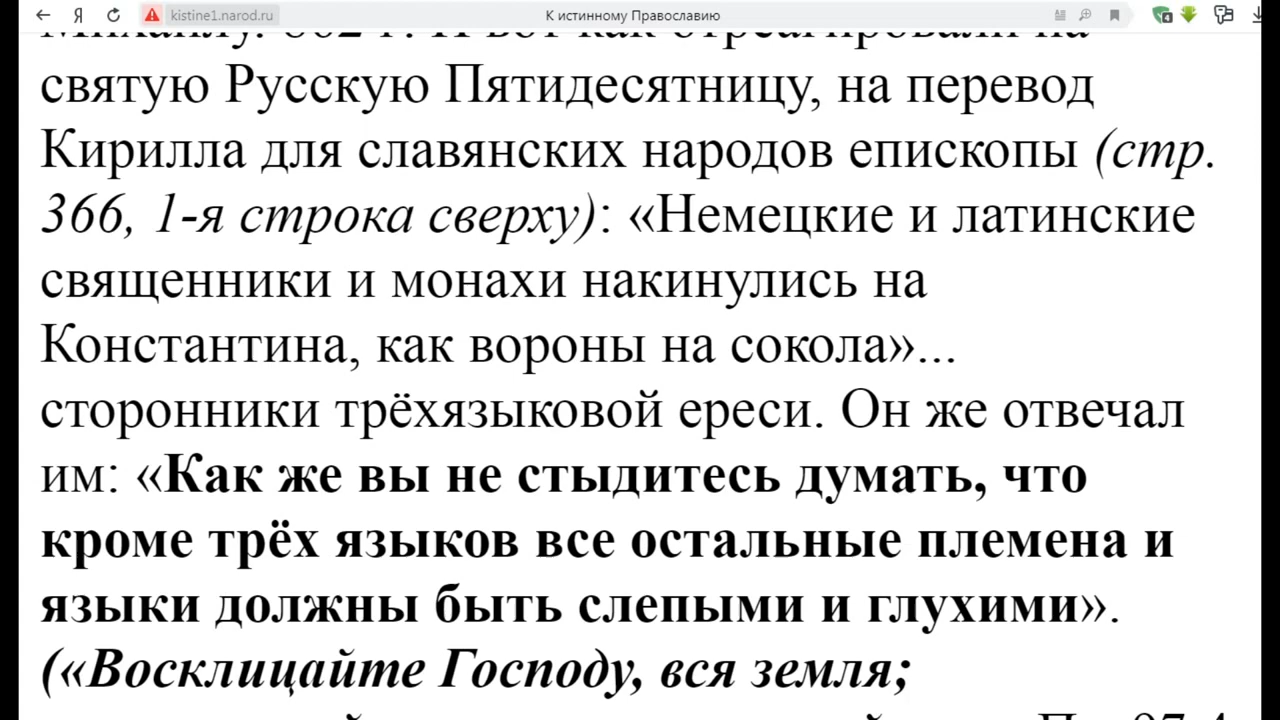 kistine1.narod.ru
К истинному Православию
святую Русскую Пятидесятницу, на перевод
Кирилла для славянских народов епископы (стр.
366, 1-я строка сверху): «Немецкие и латинские
священники и монахи накинулись на
Константина, как вороны на сокола»...
сторонники трёхязыковой ереси. Он же отвечал
им: «Как же вы не стыдитесь думать, что
кроме трёх языков все остальные племена и
языки должны быть слепыми и глухими».
(«Восклицайте Господу, вся земля;